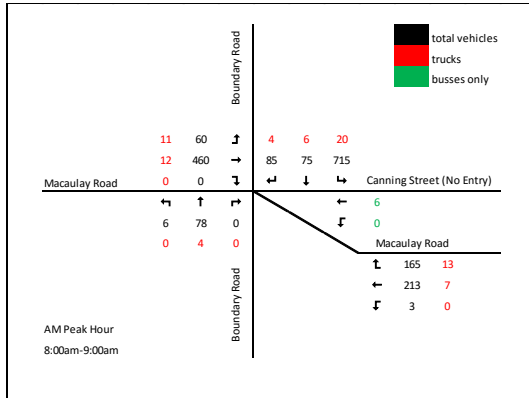 total vehicles
trucks
busses only
Boundary Road
11 60 4 6 20
12 460 85 75 715
0 0
Macaulay Road
Canning Street (No Entry)
6
6 78 0 0
0 4 0
Macaulay Road
165 13
213 7
3 0
Boundary Road
AM Peak Hour
8:00am-9:00am